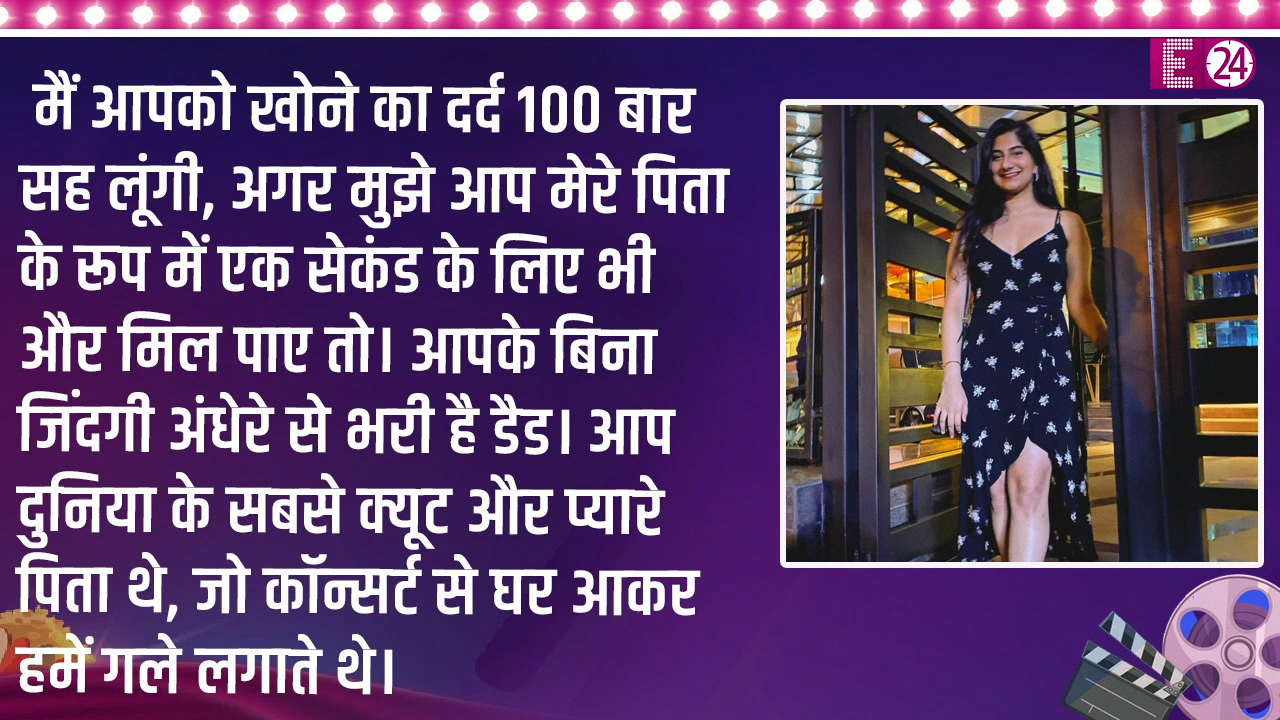 E 24
मैं आपको खोने का दर्द 100 बार
सह लूंगी, अगर मुझे आप मेरे पिता
के रूप में एक सेकंड के लिए भी
और मिल पाए तो। आपके बिना
जिंदगी अंधेरे से भरी है डैड। आप
दुनिया के सबसे क्यूट और प्यारे
पिता थे, जो कॉन्सर्ट से घर आकर
हमें गले लगाते थे।